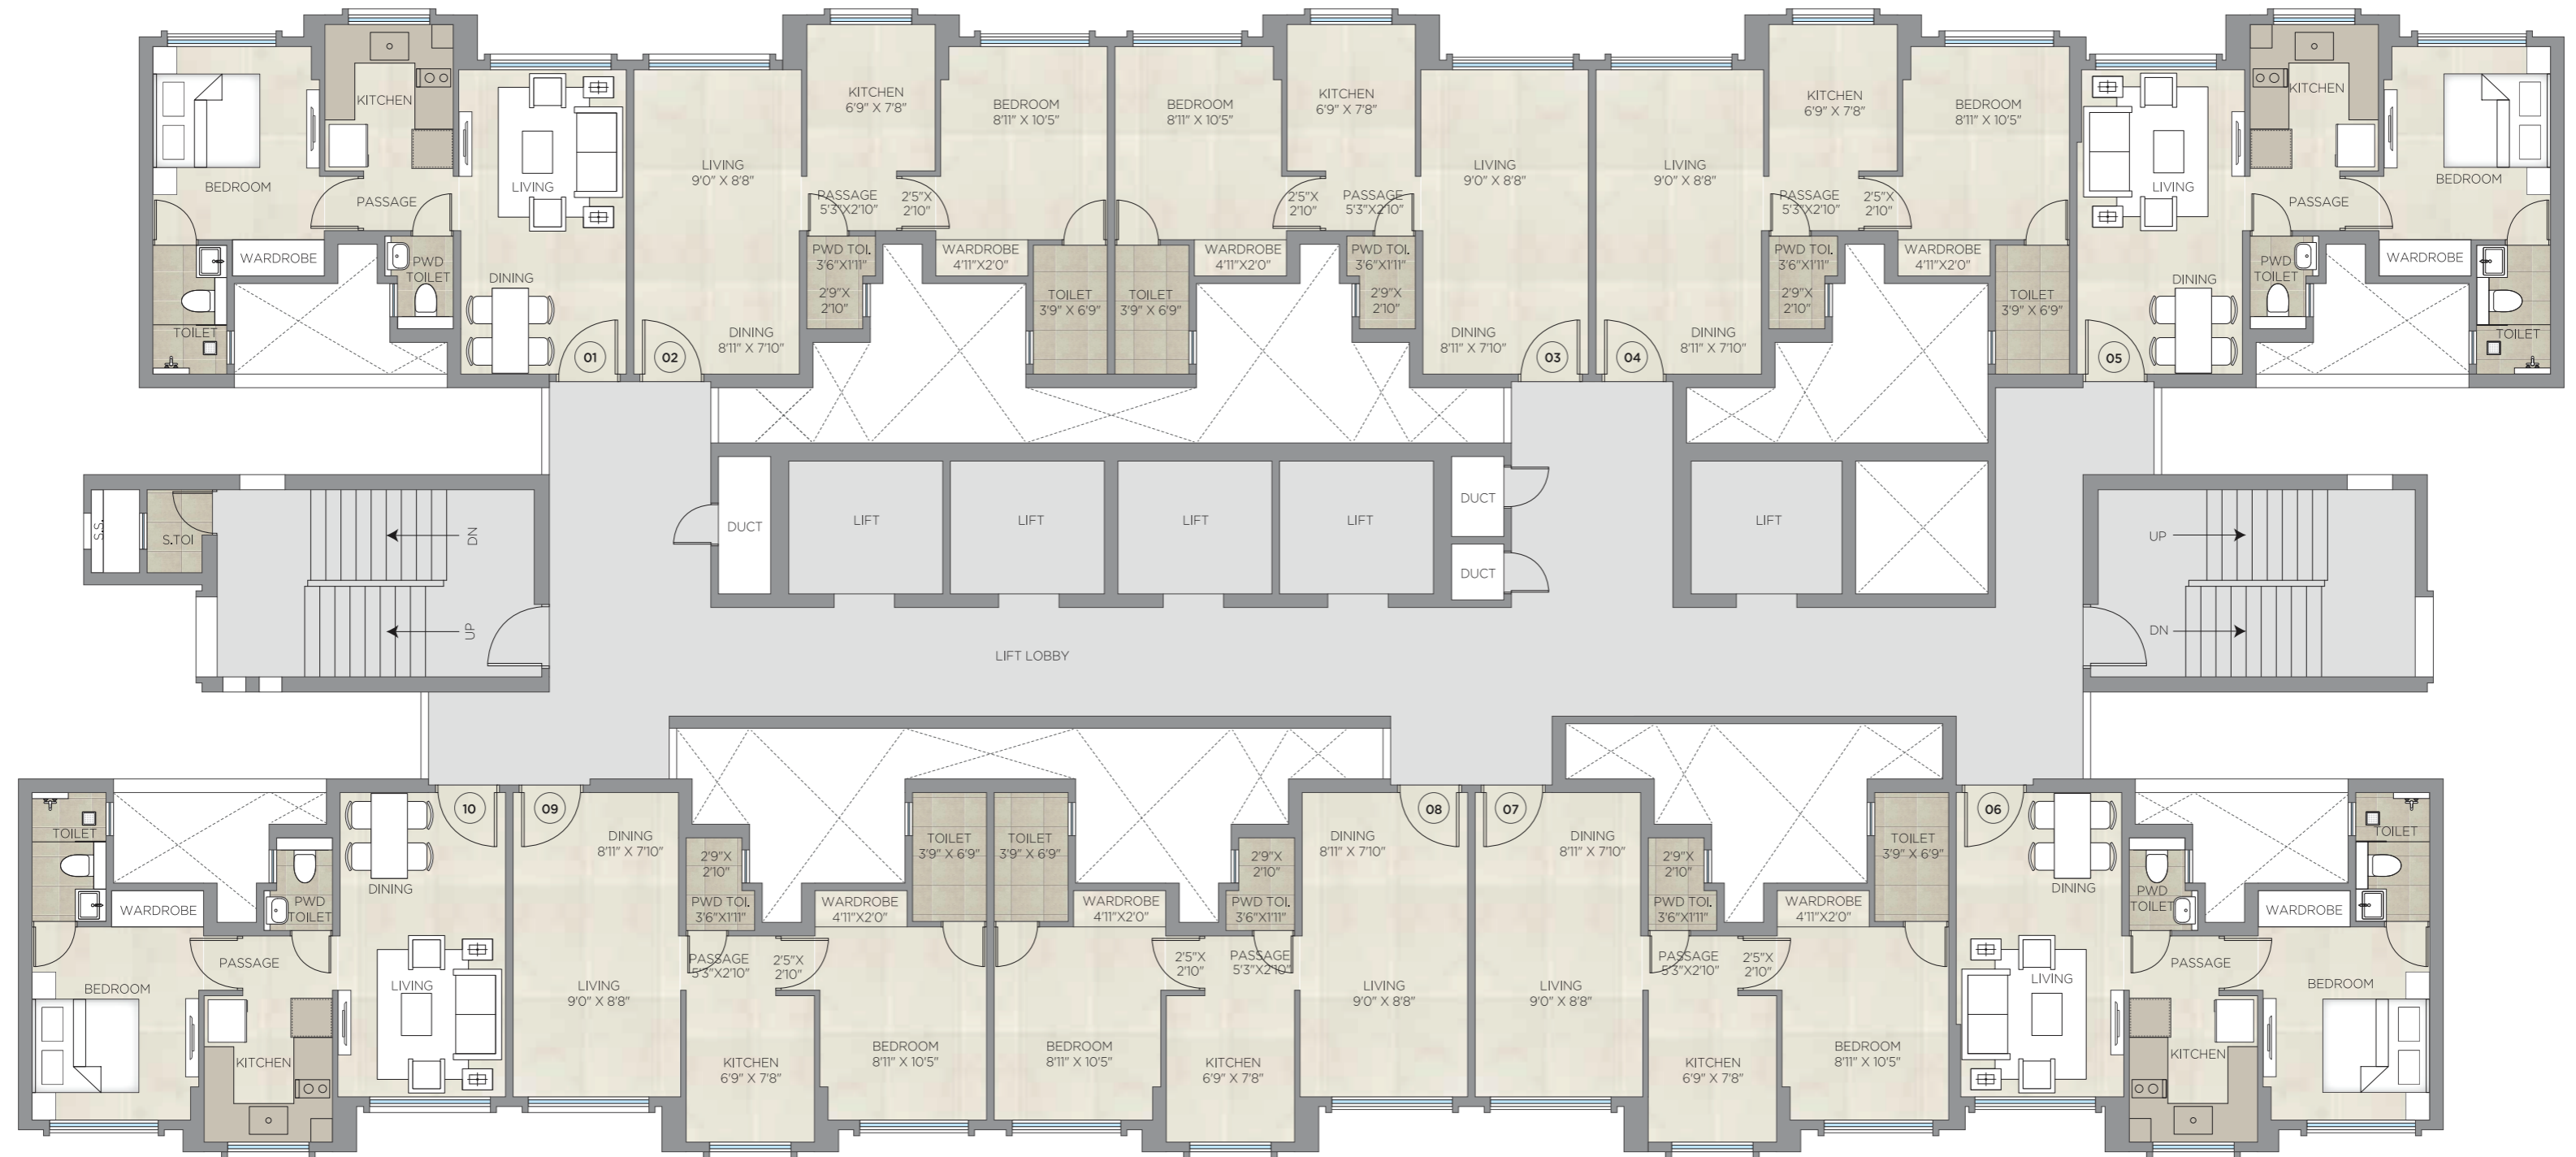 BEDROOM
KITCHEN
PASSAGE
LIVING
DINING
WARDROBE
PWD
TOILET
TOILET
01
LIVING
9'0" X 8'8"
KITCHEN
6'9" X 7'8"
BEDROOM
8'11" X 10'5"
PASSAGE
5'3"X2'10"
2'5"X
2'10"
PWD TOI.
3'6"X1'11"
2'9"X
2'10"
WARDROBE
4'11"X2'0"
TOILET
3'9" X 6'9"
DINING
8'11" X 7'10"
02
BEDROOM
8'11" X 10'5"
KITCHEN
6'9" X 7'8"
LIVING
9'0" X 8'8"
2'5"X
2'10"
PASSAGE
5'3"X2'10"
TOILET
3'9" X 6'9"
WARDROBE
4'11"X2'0"
PWD TOI.
3'6"X1'11"
2'9"X
2'10"
DINING
8'11" X 7'10"
03
LIVING
9'0" X 8'8"
KITCHEN
6'9" X 7'8"
BEDROOM
8'11" X 10'5"
PASSAGE
5'3"X2'10"
2'5"X
2'10"
PWD TOI.
3'6"X1'11"
2'9"X
2'10"
WARDROBE
4'11"X2'0"
TOILET
3'9" X 6'9"
DINING
8'11" X 7'10"
04
KITCHEN
BEDROOM
LIVING
PASSAGE
DINING
PWD
TOILET
WARDROBE
TOILET
05
S.S.
S.TOI
DN
UP
DUCT
LIFT
LIFT
LIFT
LIFT
DUCT
DUCT
LIFT
UP
DN
LIFT LOBBY
TOILET
WARDROBE
PWD
TOILET
DINING
10
PASSAGE
BEDROOM
LIVING
KITCHEN
09
DINING
8'11" X 7'10"
2'9"X
2'10"
PWD TOI.
3'6"X1'11"
WARDROBE
4'11"X2'0"
TOILET
3'9" X 6'9"
PASSAGE
5'3"X2'10"
2'5"X
2'10"
LIVING
9'0" X 8'8"
KITCHEN
6'9" X 7'8"
BEDROOM
8'11" X 10'5"
TOILET
3'9" X 6'9"
WARDROBE
4'11"X2'0"
2'9"X
2'10"
PWD TOI.
3'6"X1'11"
DINING
8'11" X 7'10"
08
2'5"X
2'10"
PASSAGE
5'3"X2'10"
LIVING
9'0" X 8'8"
BEDROOM
8'11" X 10'5"
KITCHEN
6'9" X 7'8"
07
DINING
8'11" X 7'10"
2'9"X
2'10"
PWD TOI.
3'6"X1'11"
WARDROBE
4'11"X2'0"
TOILET
3'9" X 6'9"
PASSAGE
5'3"X2'10"
2'5"X
2'10"
LIVING
9'0" X 8'8"
KITCHEN
6'9" X 7'8"
BEDROOM
8'11" X 10'5"
06
DINING
PWD
TOILET
WARDROBE
TOILET
LIVING
PASSAGE
BEDROOM
KITCHEN